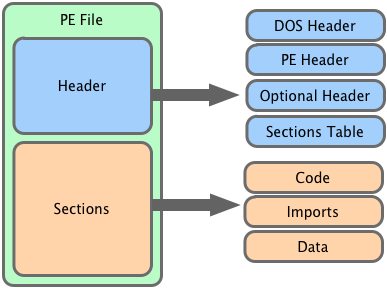 PE File
Header
Sections
DOS Header
PE Header
Optional Header
Sections Table
Code
Imports
Data